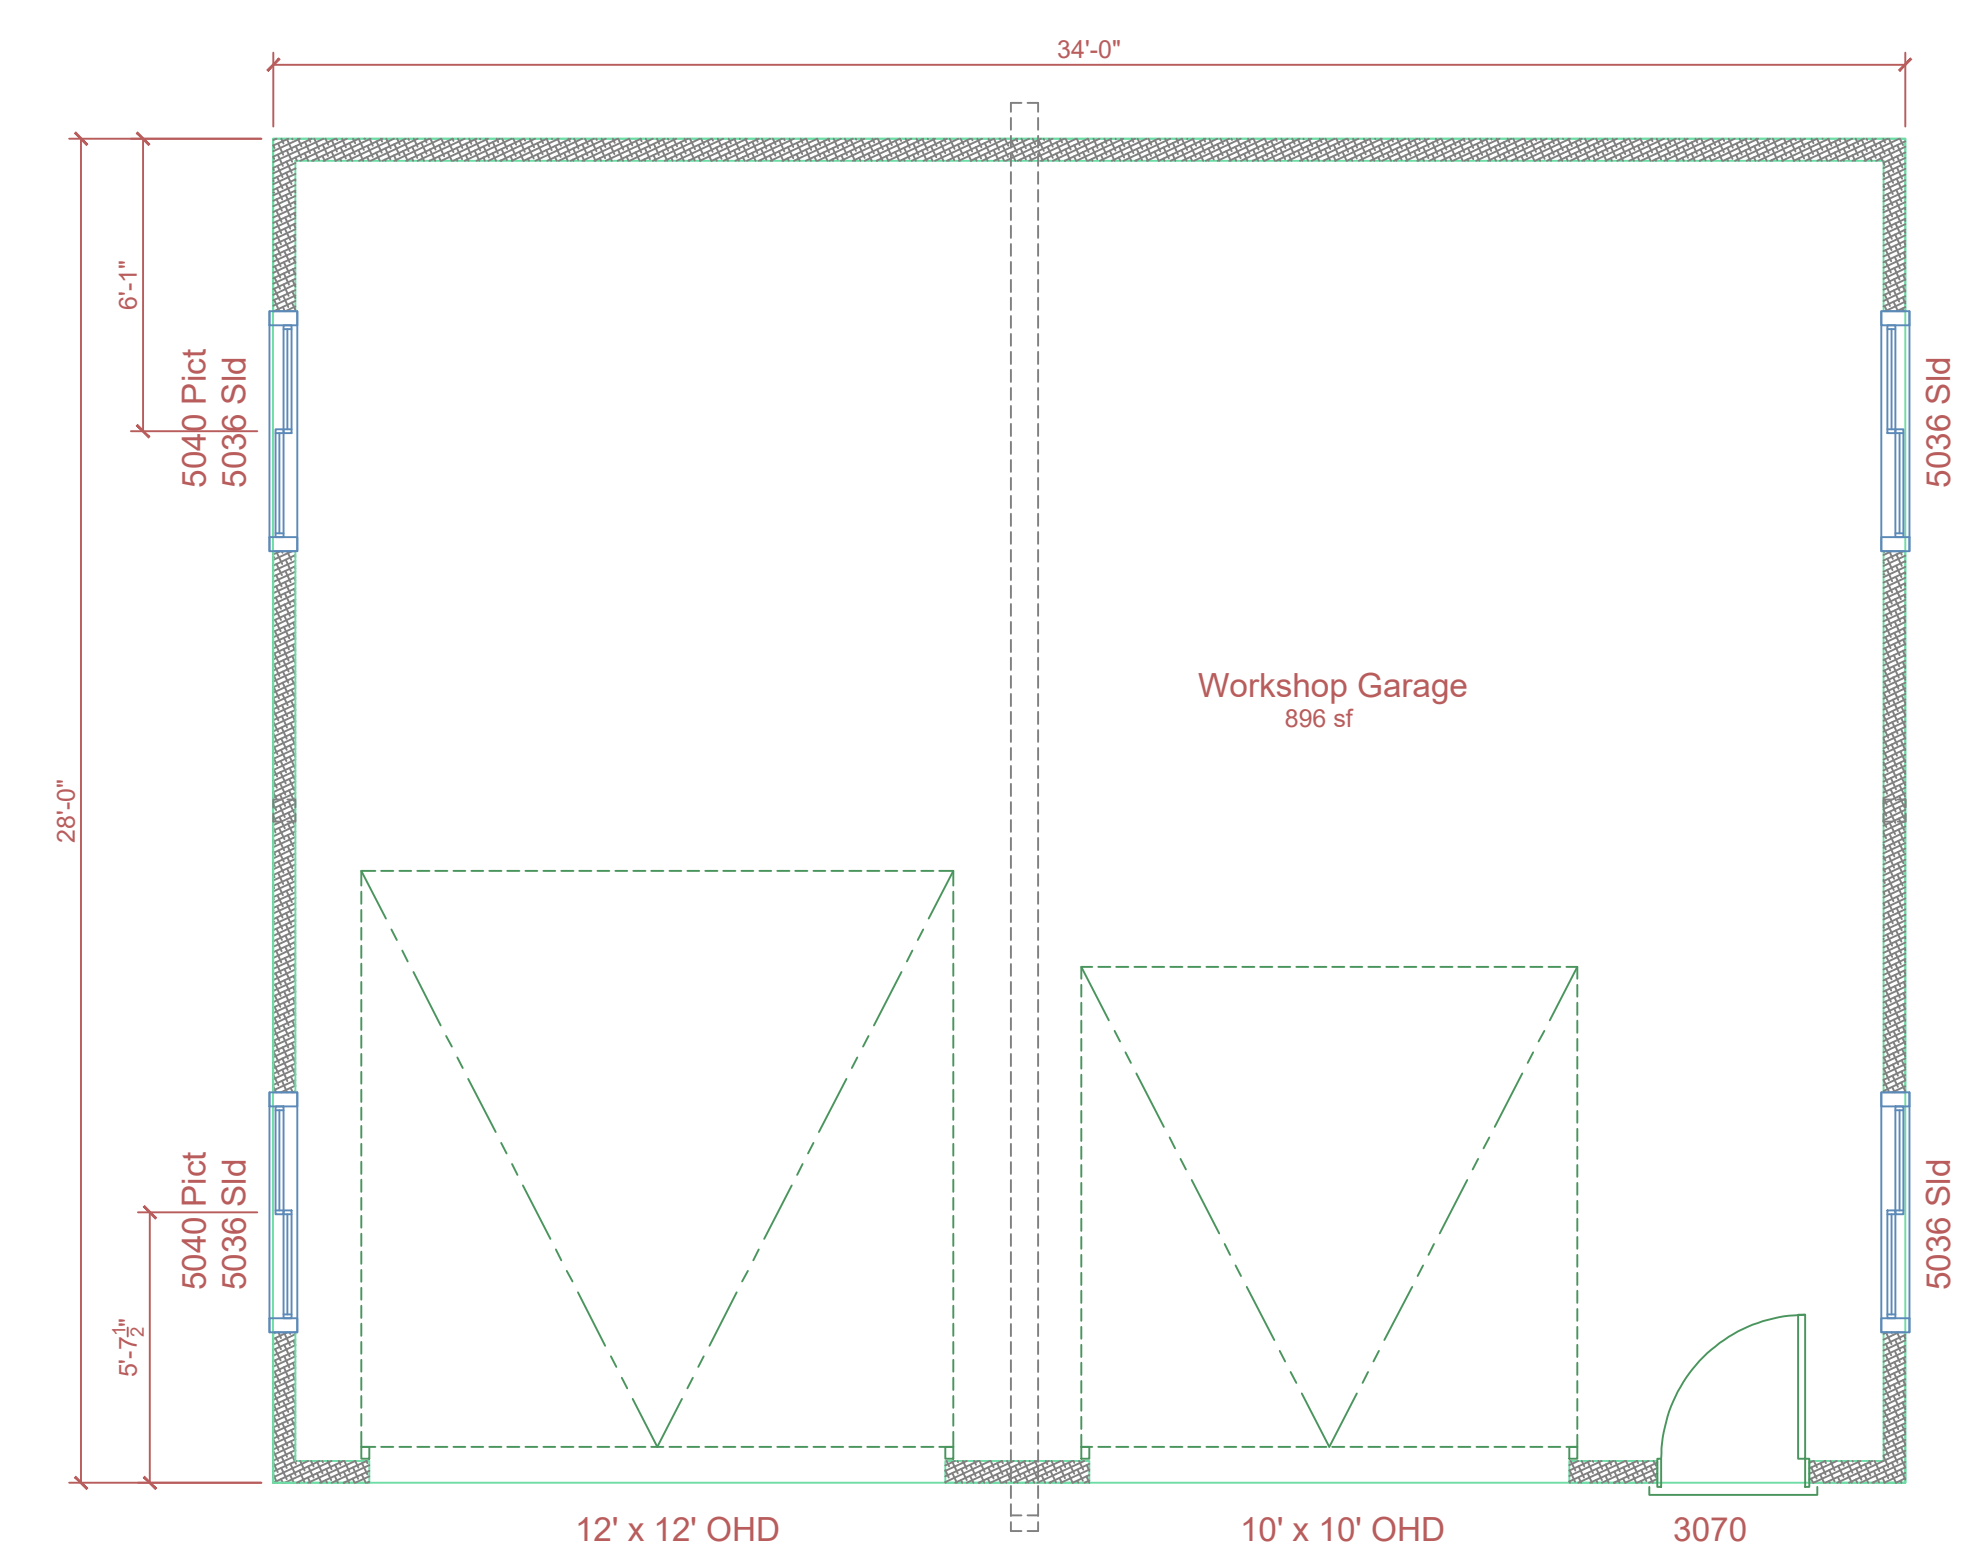 34'-0"
6'-1"
5040 Pict
5036 Sld
5036 Sld
Workshop Garage
896 sf
28'-0"
5040 Pict
5036 Sld
5036 Sld
5'-7½"
12' x 12' OHD
10' x 10' OHD
3070